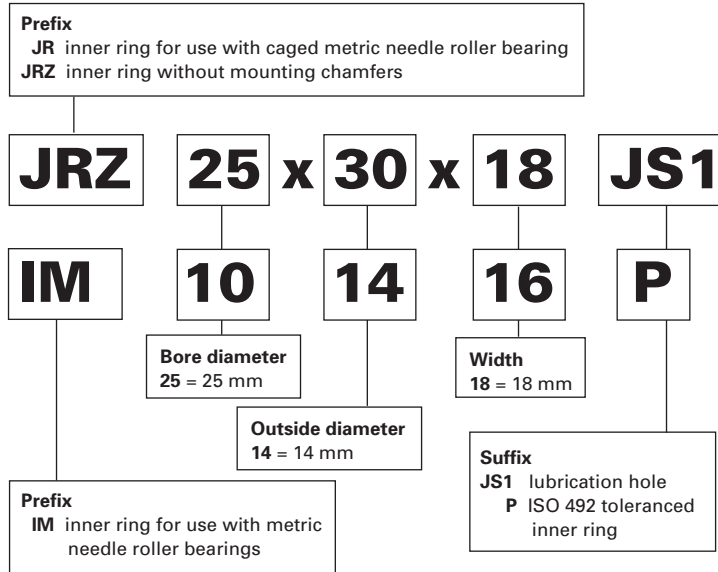 Prefix
JR inner ring for use with caged metric needle roller bearing
JRZ inner ring without mounting chamfers
JRZ 25 x 30 x 18 JS1
IM 10 14 16 P
Bore diameter
25 = 25 mm
Width
18 = 18 mm
Outside diameter
14 = 14 mm
Suffix
JS1 lubrication hole
P ISO 492 toleranced
inner ring
Prefix
IM inner ring for use with metric
needle roller bearings